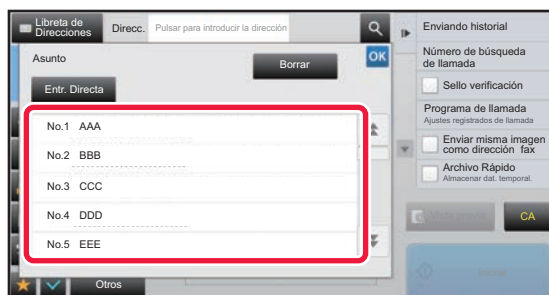 Libreta de
Direcciones
Direcc.
Pulsar para introducir la dirección
Asunto
Borrar
OK
Entr. Directa
No.1 AAA
No.2 BBB
No.3 CCC
No.4 DDD
No.5 EEE
Otros
Enviando historial
Número de búsqueda
de llamada
Sello verificación
Programa de llamada
Ajustes registrados de llamada
Enviar misma imagen
como dirección fax
Archivo Rápido
Almacenar dat. temporal.
CA